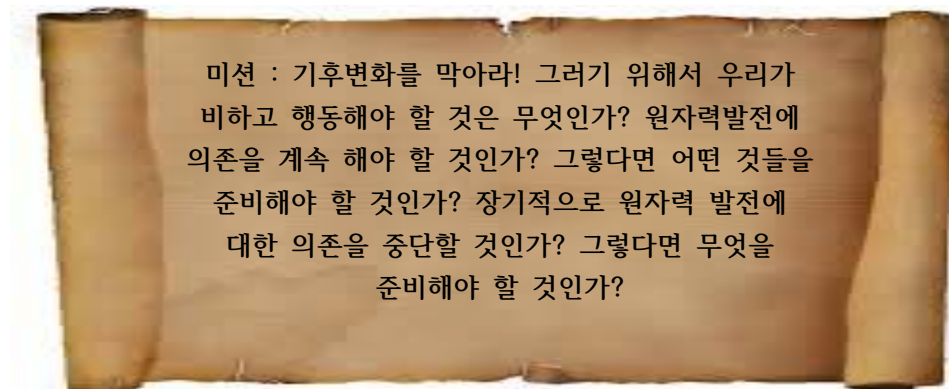 미션 : 기후변화를 막아라! 그러기 위해서 우리가
비하고 행동해야 할 것은 무엇인가? 원자력발전에
의존을 계속 해야 할 것인가? 그렇다면 어떤 것들을
준비해야 할 것인가? 장기적으로 원자력 발전에
대한 의존을 중단할 것인가? 그렇다면 무엇을
준비해야 할 것인가?